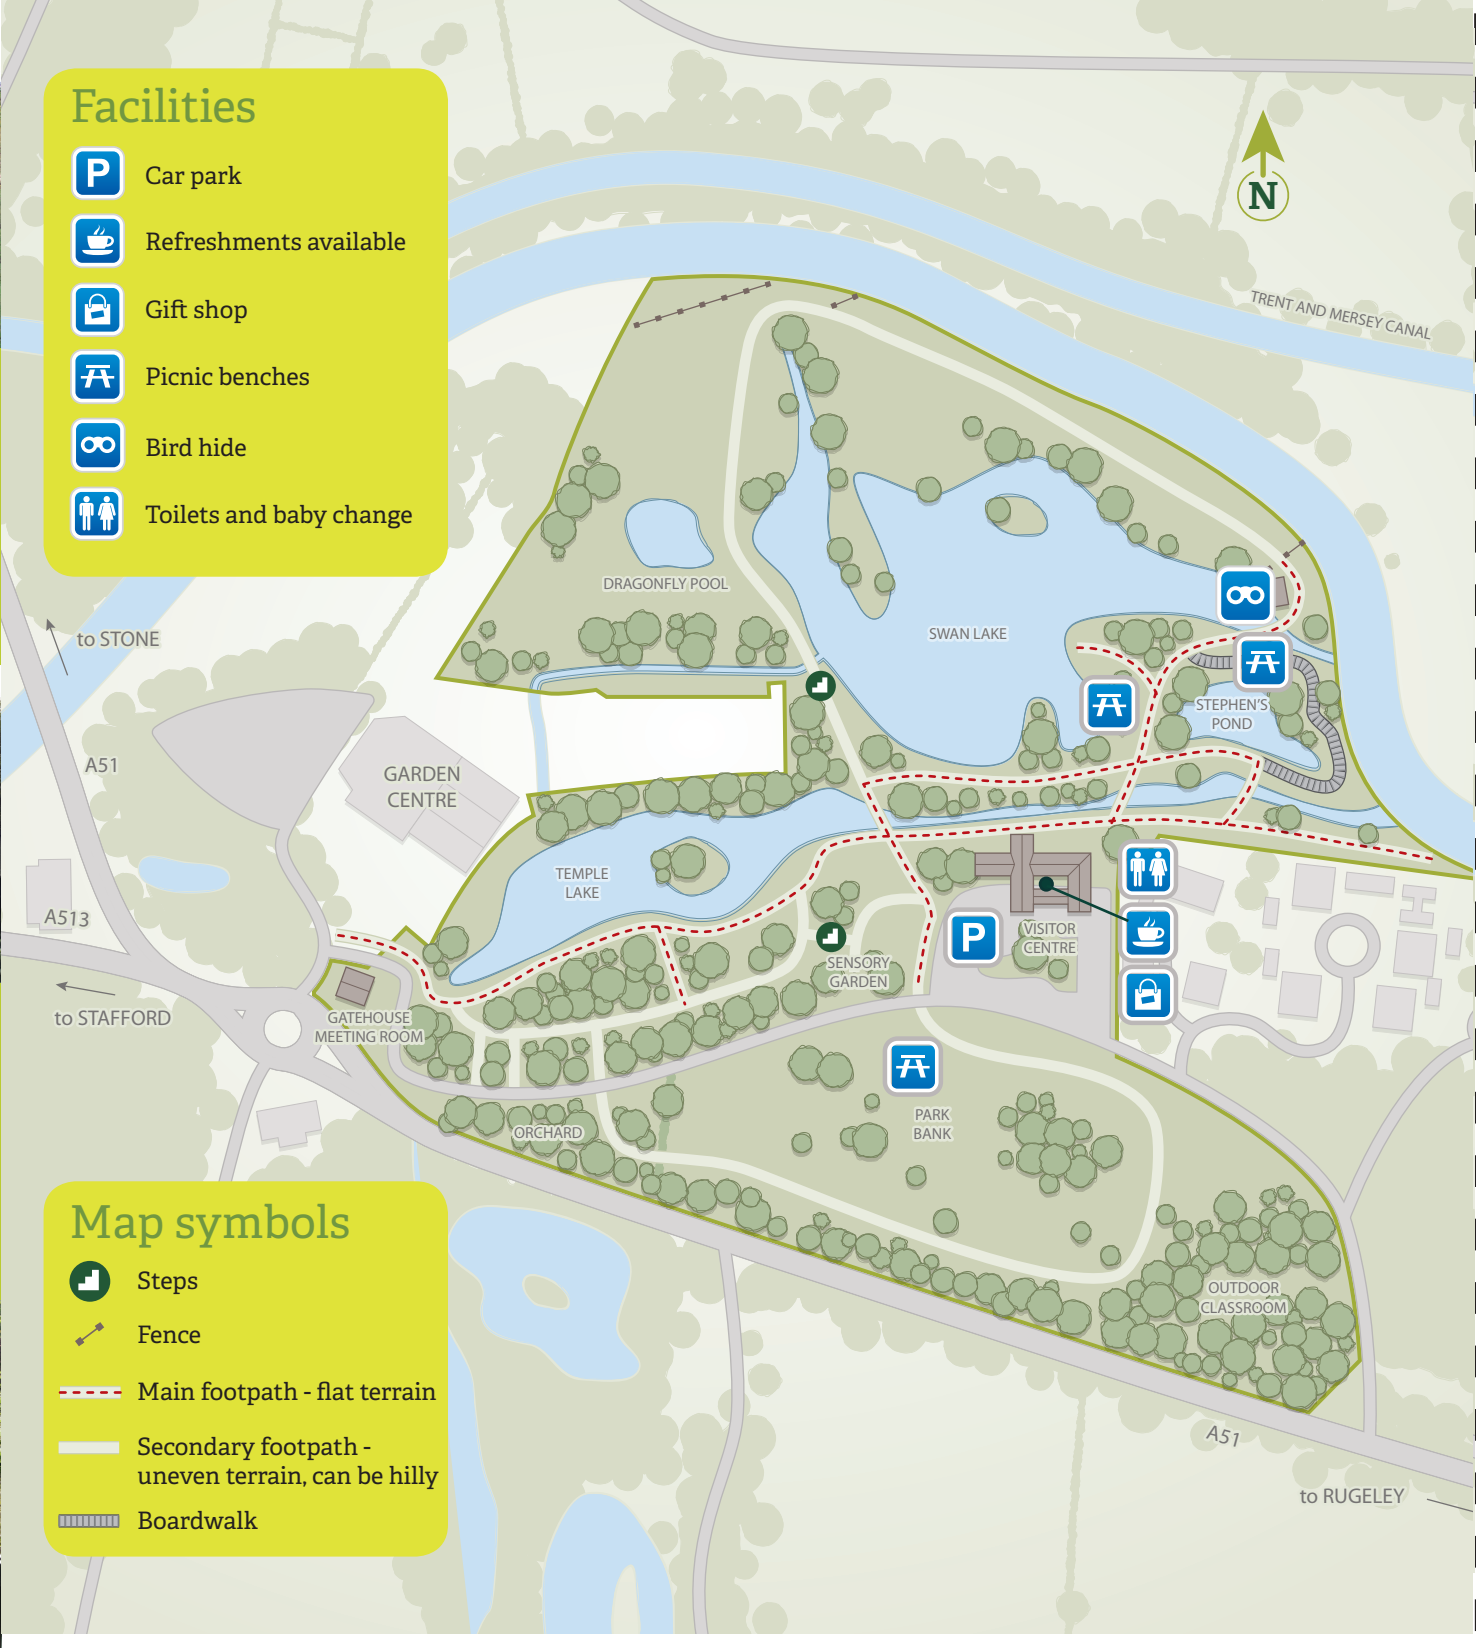 Facilities
P
Car park
Refreshments available
Gift shop
Picnic benches
Bird hide
Toilets and baby change
N
TRENT AND MERSEY CANAL
DRAGONFLY POOL
SWAN LAKE
to STONE
A51
STEPHEN'S
POND
GARDEN
CENTRE
TEMPLE
LAKE
A513
VISITOR
CENTRE
P
SENSORY
GARDEN
to STAFFORD
GATEHOUSE
MEETING ROOM
PARK
BANK
ORCHARD
OUTDOOR
CLASSROOM
A51
to RUGELEY
Map symbols
Steps
Fence
Main footpath - flat terrain
Secondary footpath -
uneven terrain, can be hilly
Boardwalk